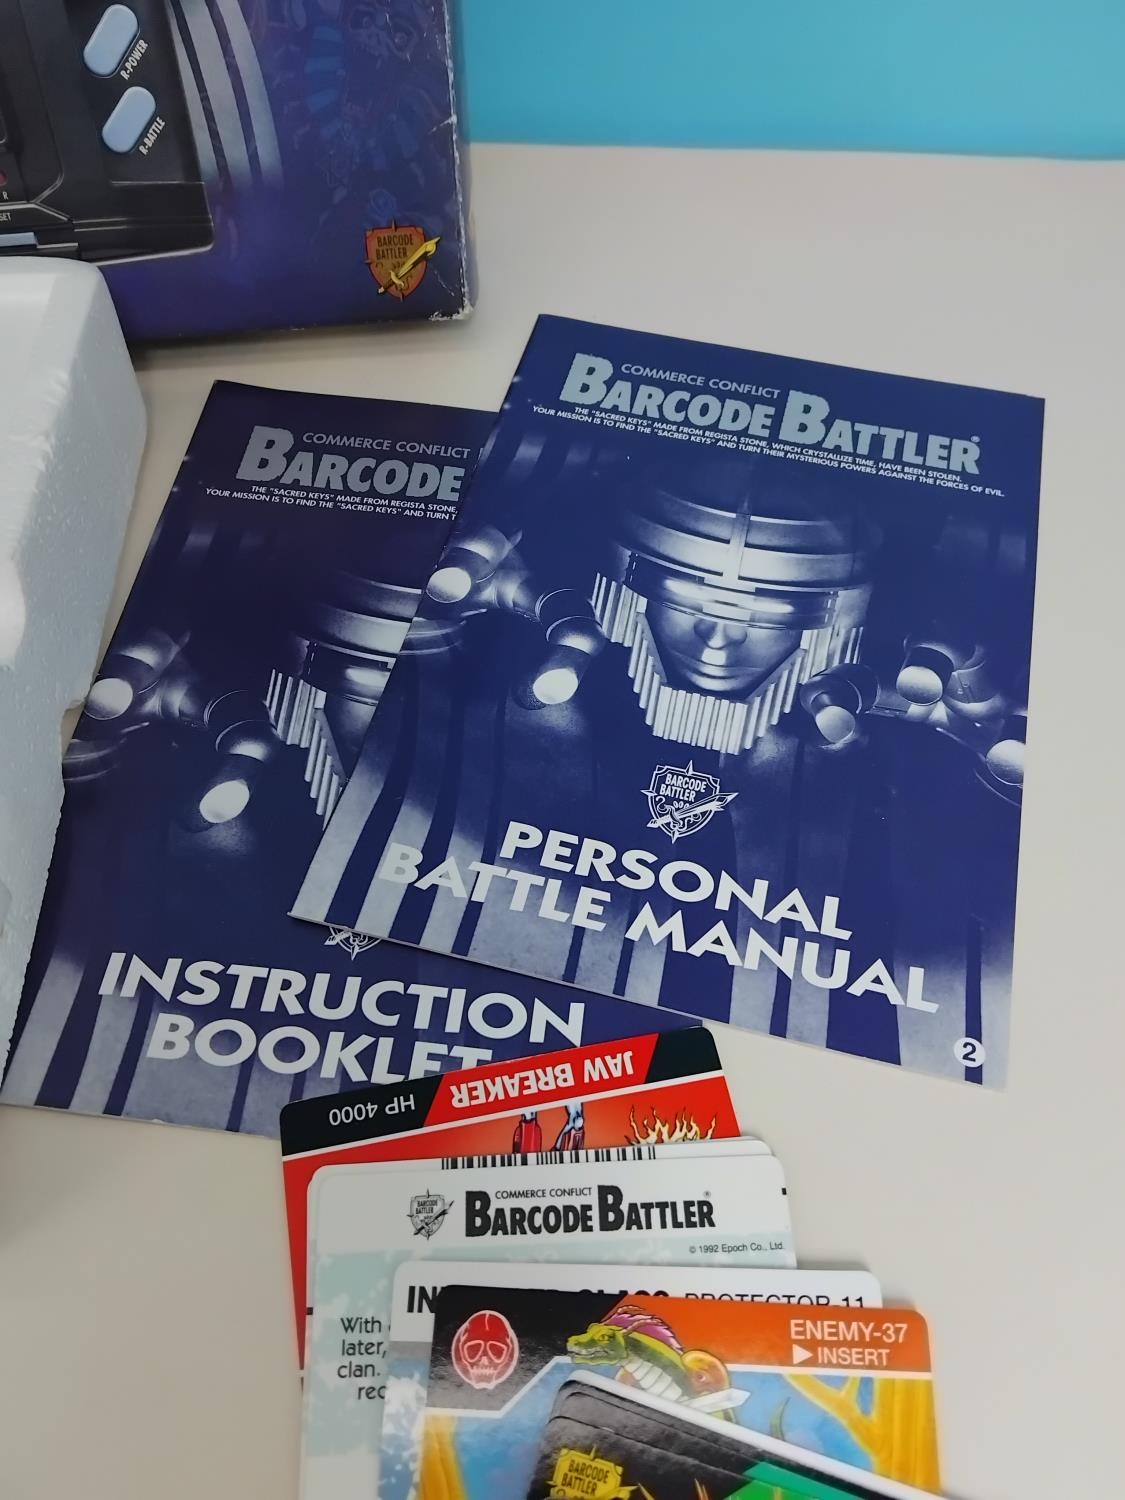 R-POWER
R-BATTLE
R
SET
BARCODE
BATTLER
COMMERCE CONFLICT
BARCODE BATTLER®
THE "SACRED KEYS" MADE FROM REGISTA STONE, WHICH CRYSTALLIZE TIME, HAVE BEEN STOLEN.
YOUR MISSION IS TO FIND THE "SACRED KEYS" AND TURN THEIR MYSTERIOUS POWERS AGAINST THE FORCES OF EVIL.
BARCODE
BATTLER
PERSONAL
BATTLE MANUAL
2
COMMERCE CONFLICT
BARCODE
THE "SACRED KEYS" MADE FROM REGISTA STONE,
YOUR MISSION IS TO FIND THE "SACRED KEYS" AND TURN T
INSTRUCTION
BOOKLET
JAW BREAKER
HP 4000
BARCODE
BATTLER
COMMERCE CONFLICT
BARCODE BATTLER®
© 1992 Epoch Co., Ltd.
With
later,
clan.
rec
PROTECTOR-11
ENEMY-37
▶INSERT
BARCODE
BATTLER